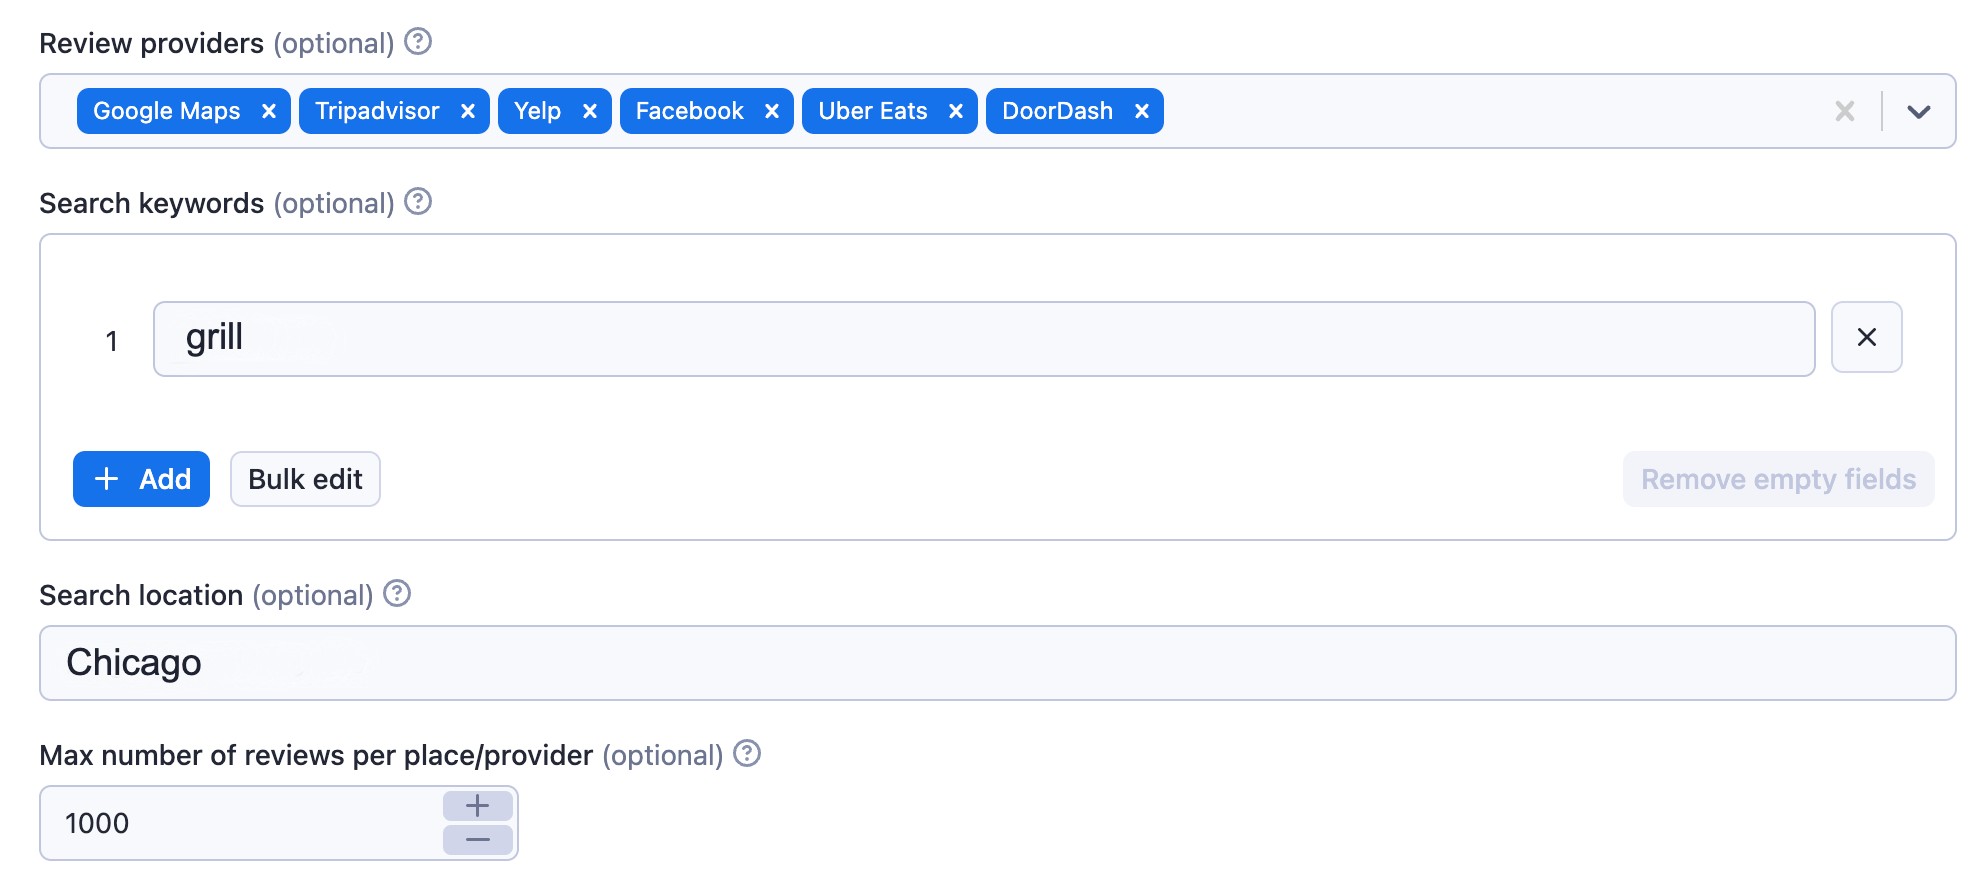 Review providers (optional)
Google Maps Tripadvisor Yelp Facebook Uber Eats DoorDash
Search keywords (optional)
1 grill
Add Bulk edit Remove empty fields
Search location (optional)
Chicago
Max number of reviews per place/provider (optional)
1000